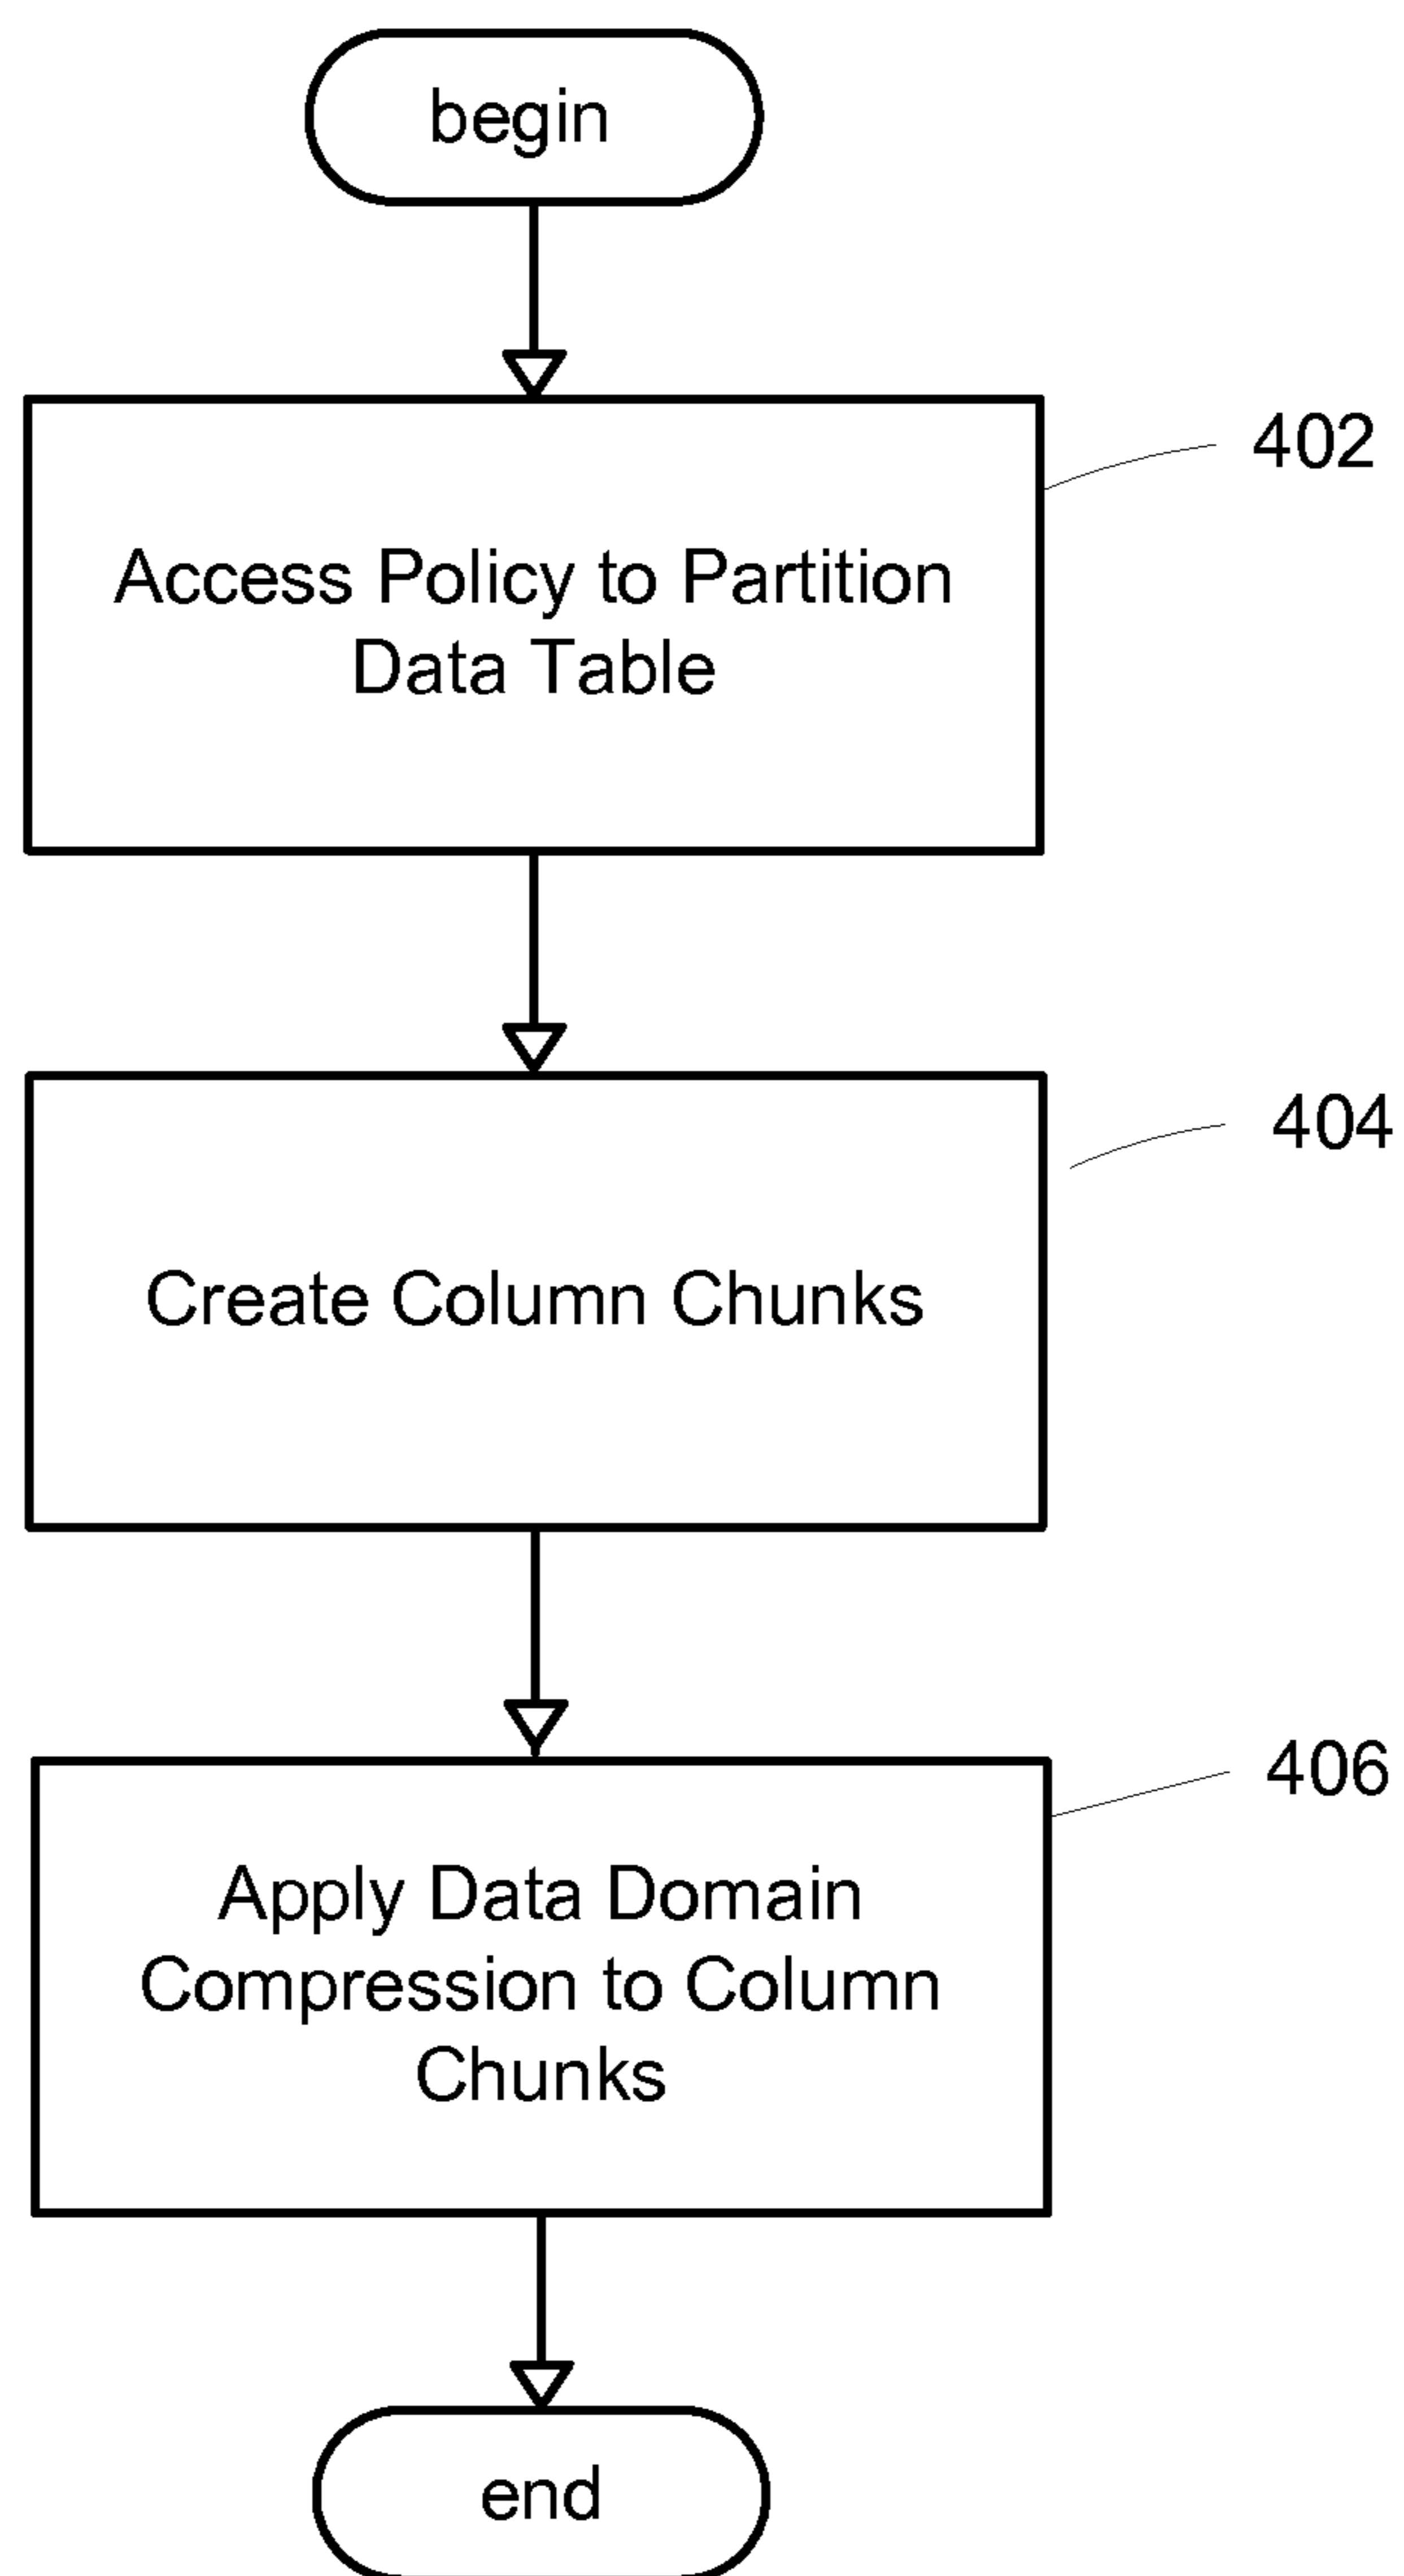 begin
402
Access Policy to Partition
Data Table
404
Create Column Chunks
406
Apply Data Domain
Compression to Column
Chunks
end